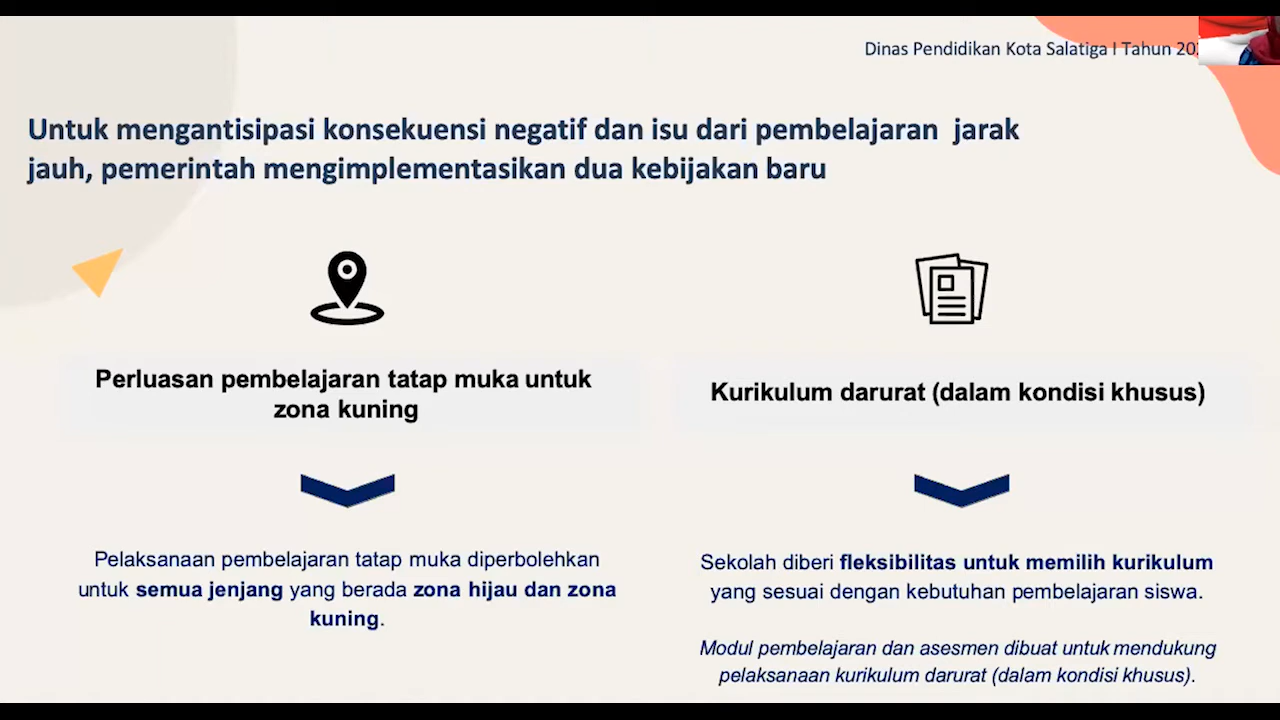 Dinas Pendidikan Kota Salatiga I Tahun
Untuk mengantisipasi konsekuensi negatif dan isu dari pembelajaran jarak
jauh, pemerintah mengimplementasikan dua kebijakan baru
Perluasan pembelajaran tatap muka untuk
zona kuning
Pelaksanaan pembelajaran tatap muka diperbolehkan
untuk semua jenjang yang berada zona hijau dan zona
kuning.
Kurikulum darurat (dalam kondisi khusus)
Sekolah diberi fleksibilitas untuk memilih kurikulum
yang sesuai dengan kebutuhan pembelajaran siswa.
Modul pembelajaran dan asesmen dibuat untuk mendukung
pelaksanaan kurikulum darurat (dalam kondisi khusus).